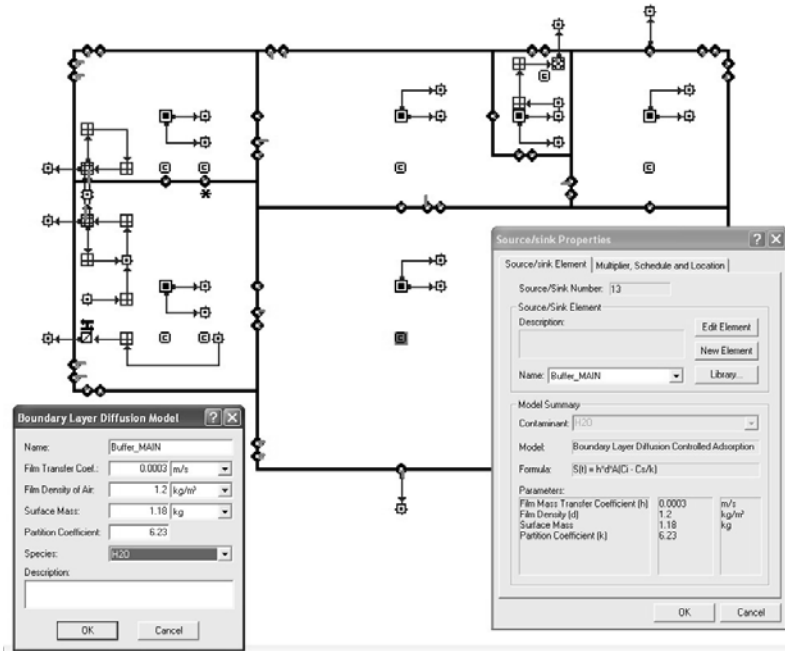 Source/sink Properties
Source/sink Element
Multiplier, Schedule and Location
Source/Sink Number: 13
Source/Sink Element
Description:
Edit Element
New Element
Name: Buffer_MAIN
Library...
Model Summary
Contaminant: H2O
Model: Boundary Layer Diffusion Controlled Adsorption
Formula: S(t) = h*d*A(Ci - Cs/k)
Parameters:
Film Mass Transfer Coefficient (h) 0.0003 m/s
Film Density (d) 1.2 kg/m³
Surface Mass 1.18 kg
Partition Coefficient (k) 6.23
OK Cancel
Boundary Layer Diffusion Model
Name: Buffer_MAIN
Film Transfer Coef.: 0.0003 m/s
Film Density of Air: 1.2 kg/m³
Surface Mass: 1.18 kg
Partition Coefficient: 6.23
Species: H2O
Description:
OK Cancel